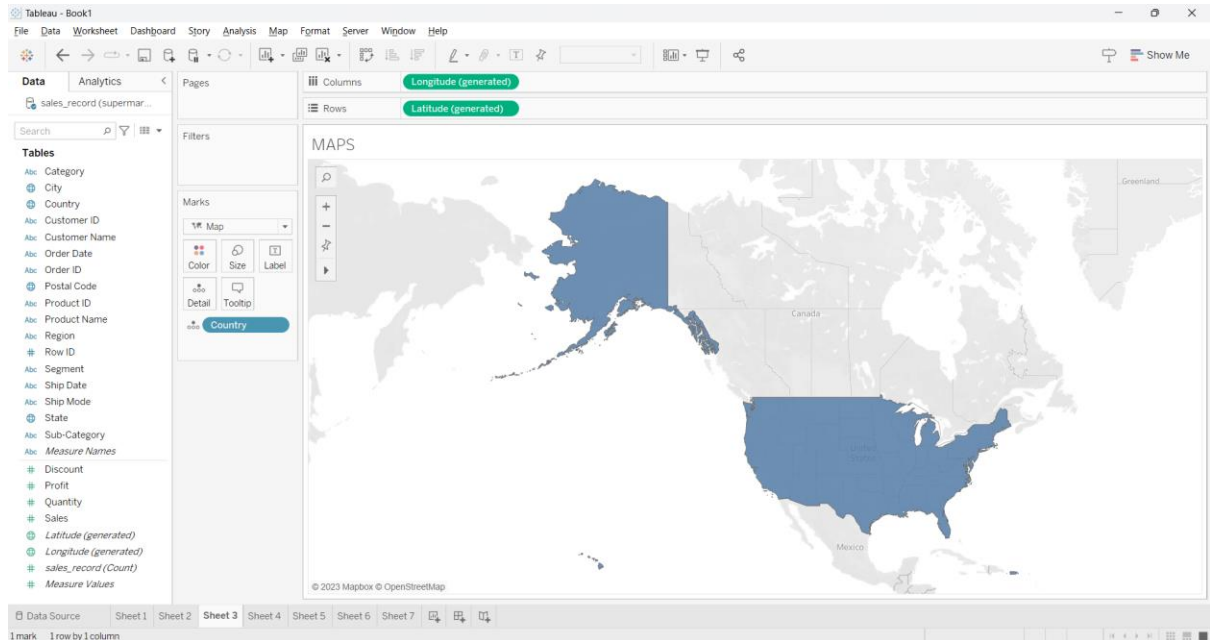 Tableau - Book1
File Data Worksheet Dashboard Story Analysis Map Format Server Window Help
Show Me
Data Analytics
sales_record (supermar...
Search
Tables
Abc Category
City
Country
Abc Customer ID
Abc Customer Name
Abc Order Date
Abc Order ID
Postal Code
Abc Product ID
Abc Product Name
Abc Region
# Row ID
Abc Segment
Abc Ship Date
Abc Ship Mode
State
Abc Sub-Category
Abc Measure Names
# Discount
# Profit
# Quantity
# Sales
Latitude (generated)
Longitude (generated)
# sales_record (Count)
# Measure Values
Pages
Filters
Marks
Map
Color Size Label
Detail Tooltip
Country
Columns Longitude (generated)
Rows Latitude (generated)
MAPS
Greenland
Canada
United
States
Mexico
© 2023 Mapbox © OpenStreetMap
Data Source Sheet 1 Sheet 2 Sheet 3 Sheet 4 Sheet 5 Sheet 6 Sheet 7
1 mark 1 row by 1 column